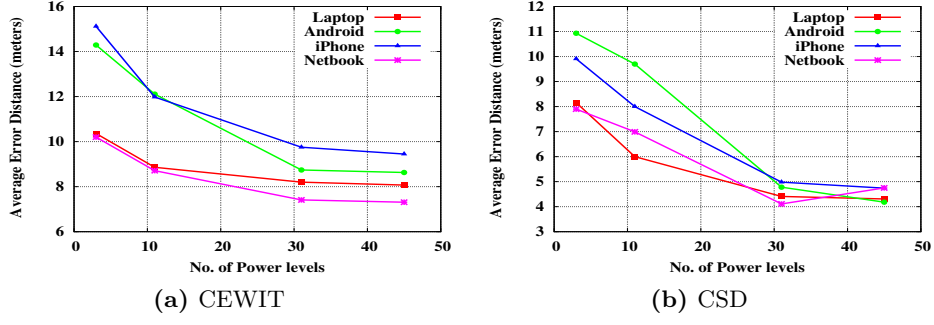 16
14
12
10
8
6
0
10
20
30
40
50
Average Error Distance (meters)
No. of Power levels
Laptop
Android
iPhone
Netbook
(a) CEWIT
12
11
10
9
8
7
6
5
4
3
0
10
20
30
40
50
Average Error Distance (meters)
No. of Power levels
Laptop
Android
iPhone
Netbook
(b) CSD